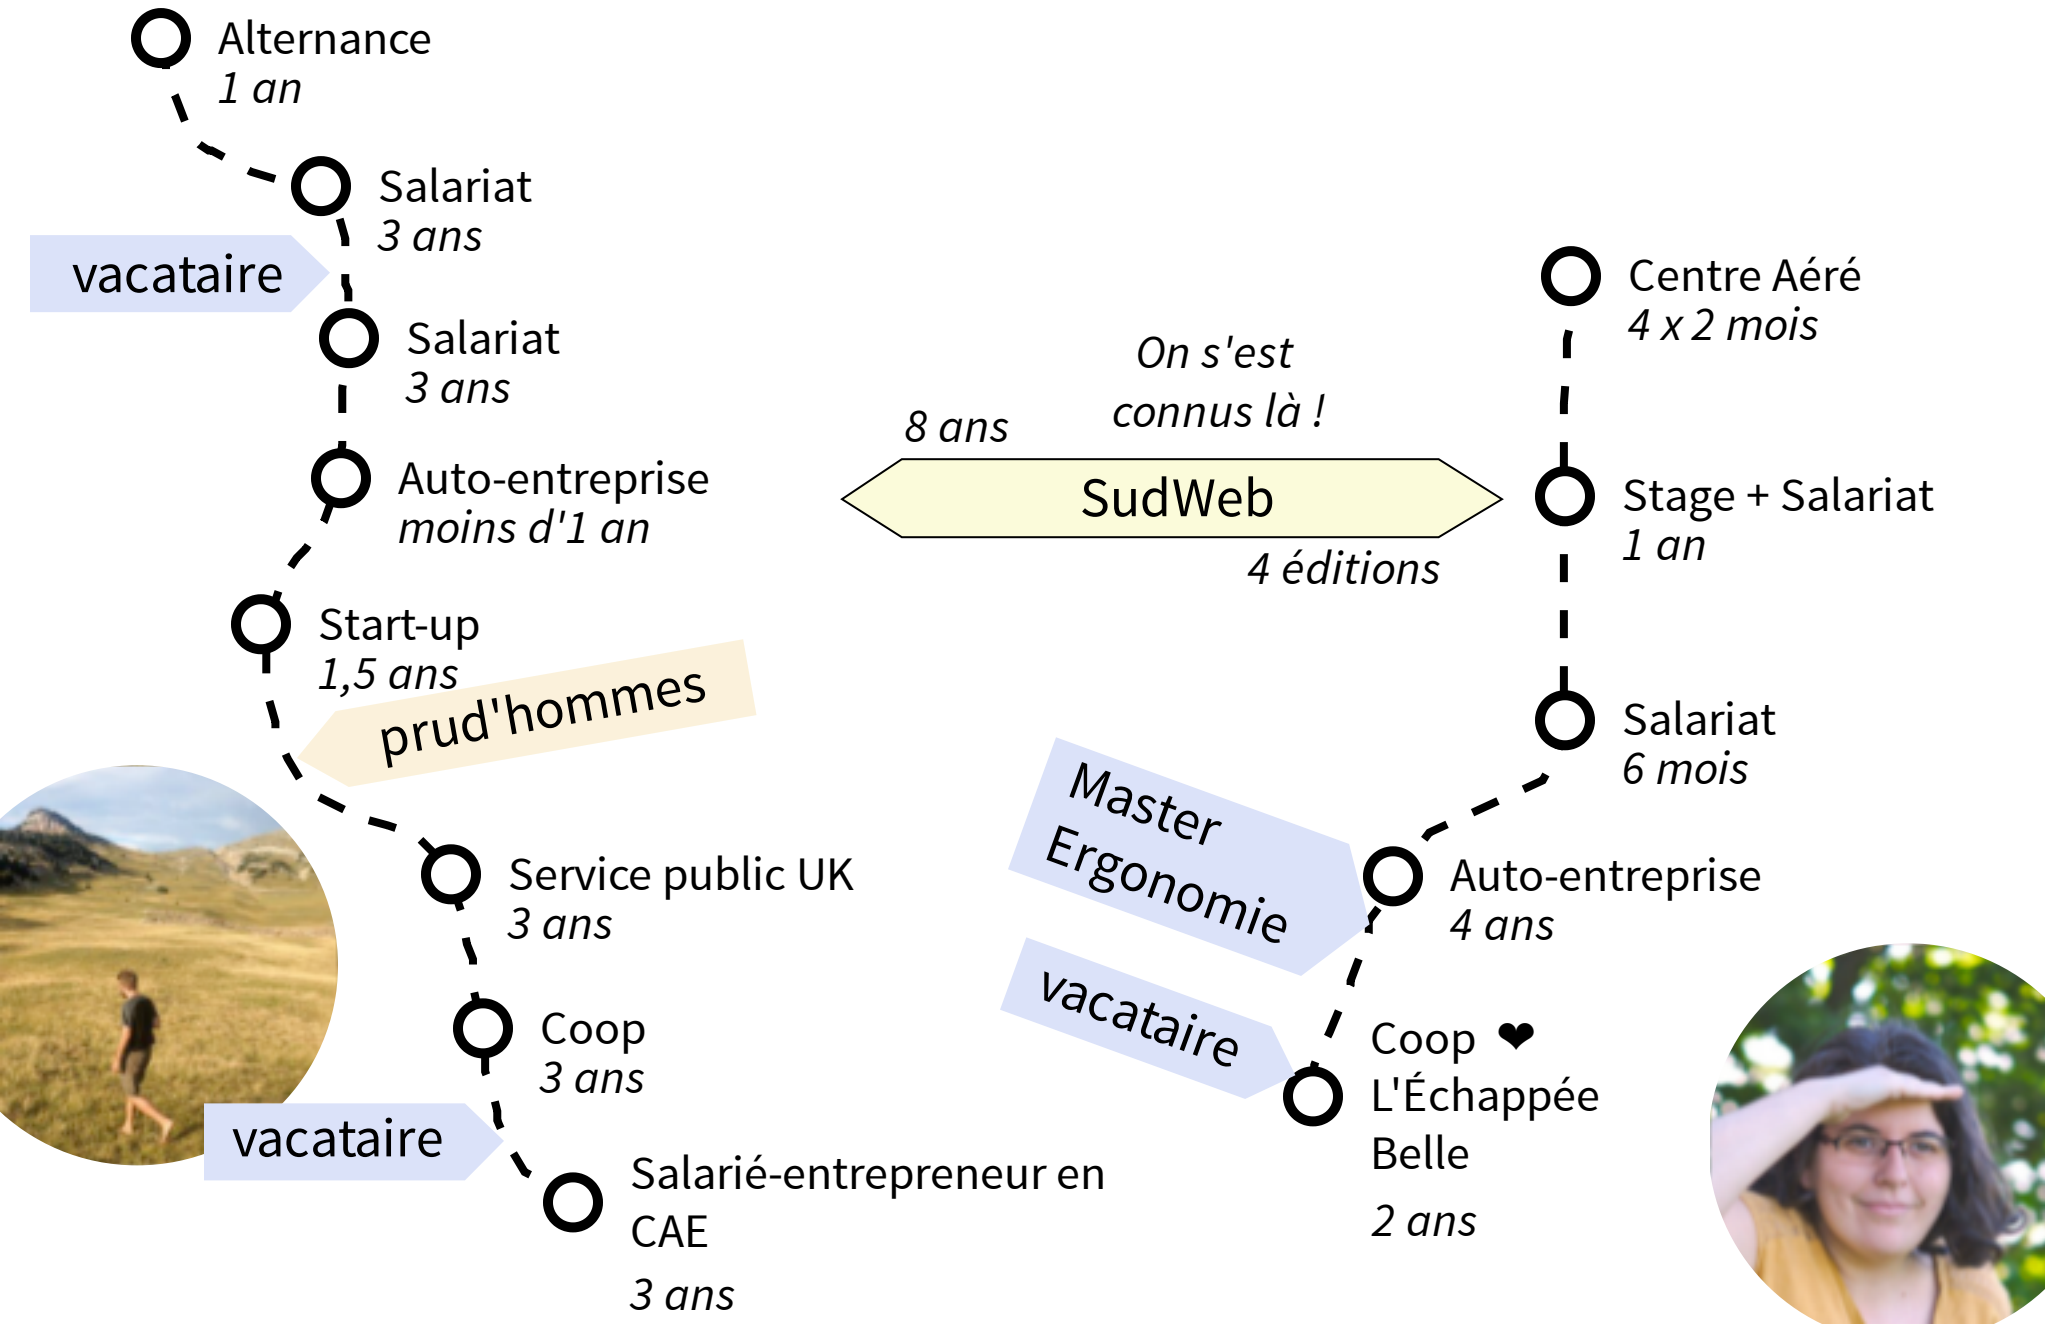 Alternance
1 an
Salariat
3 ans
vacataire
Salariat
3 ans
Auto-entreprise
moins d'1 an
Start-up
1,5 ans
prud'hommes
Service public UK
3 ans
Coop
3 ans
vacataire
Salarié-entrepreneur en
CAE
3 ans
On s'est
connus là !
8 ans
SudWeb
4 éditions
Centre Aéré
4 x 2 mois
Stage + Salariat
1 an
Salariat
6 mois
Master
Ergonomie
Auto-entreprise
4 ans
vacataire
Coop ❤
L'Échappée
Belle
2 ans